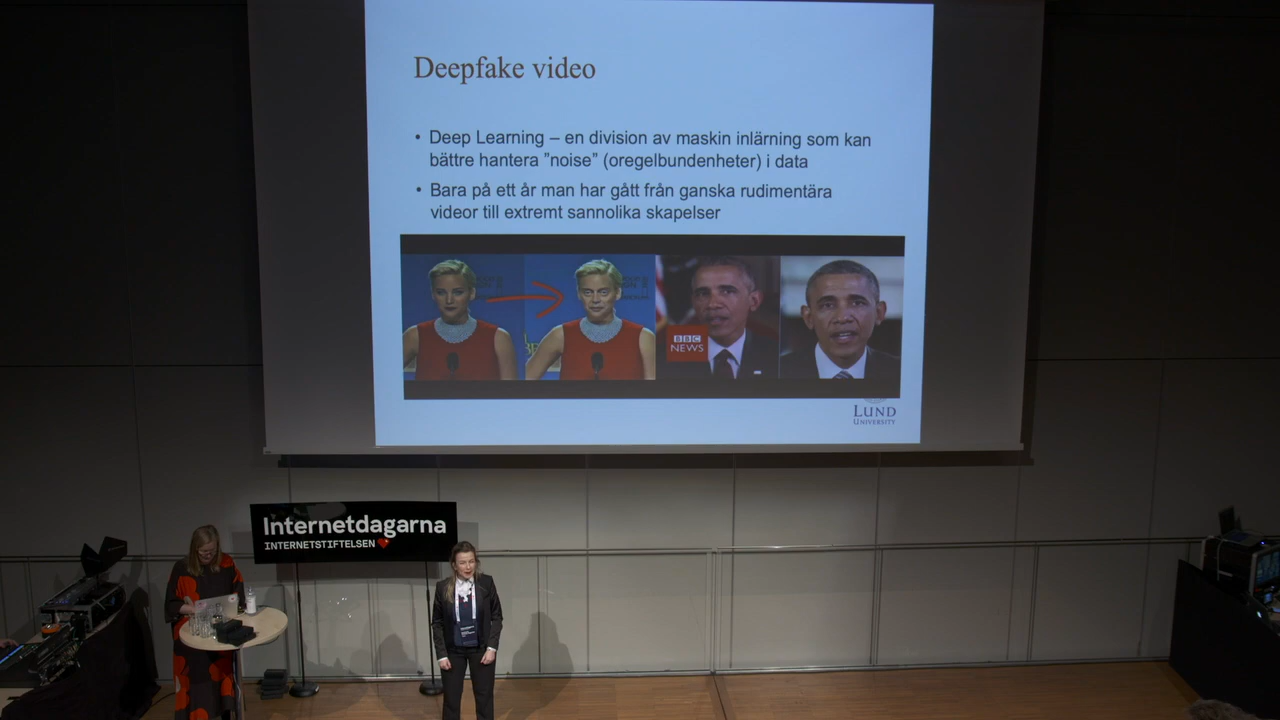 Deepfake video
• Deep Learning – en division av maskin inlärning som kan
bättre hantera ”noise” (oregelbundenheter) i data
• Bara på ett år man har gått från ganska rudimentära
videor till extremt sannolika skapelser
BBC
NEWS
LUND
UNIVERSITY
Internetdagarna
INTERNETSTIFTELSEN